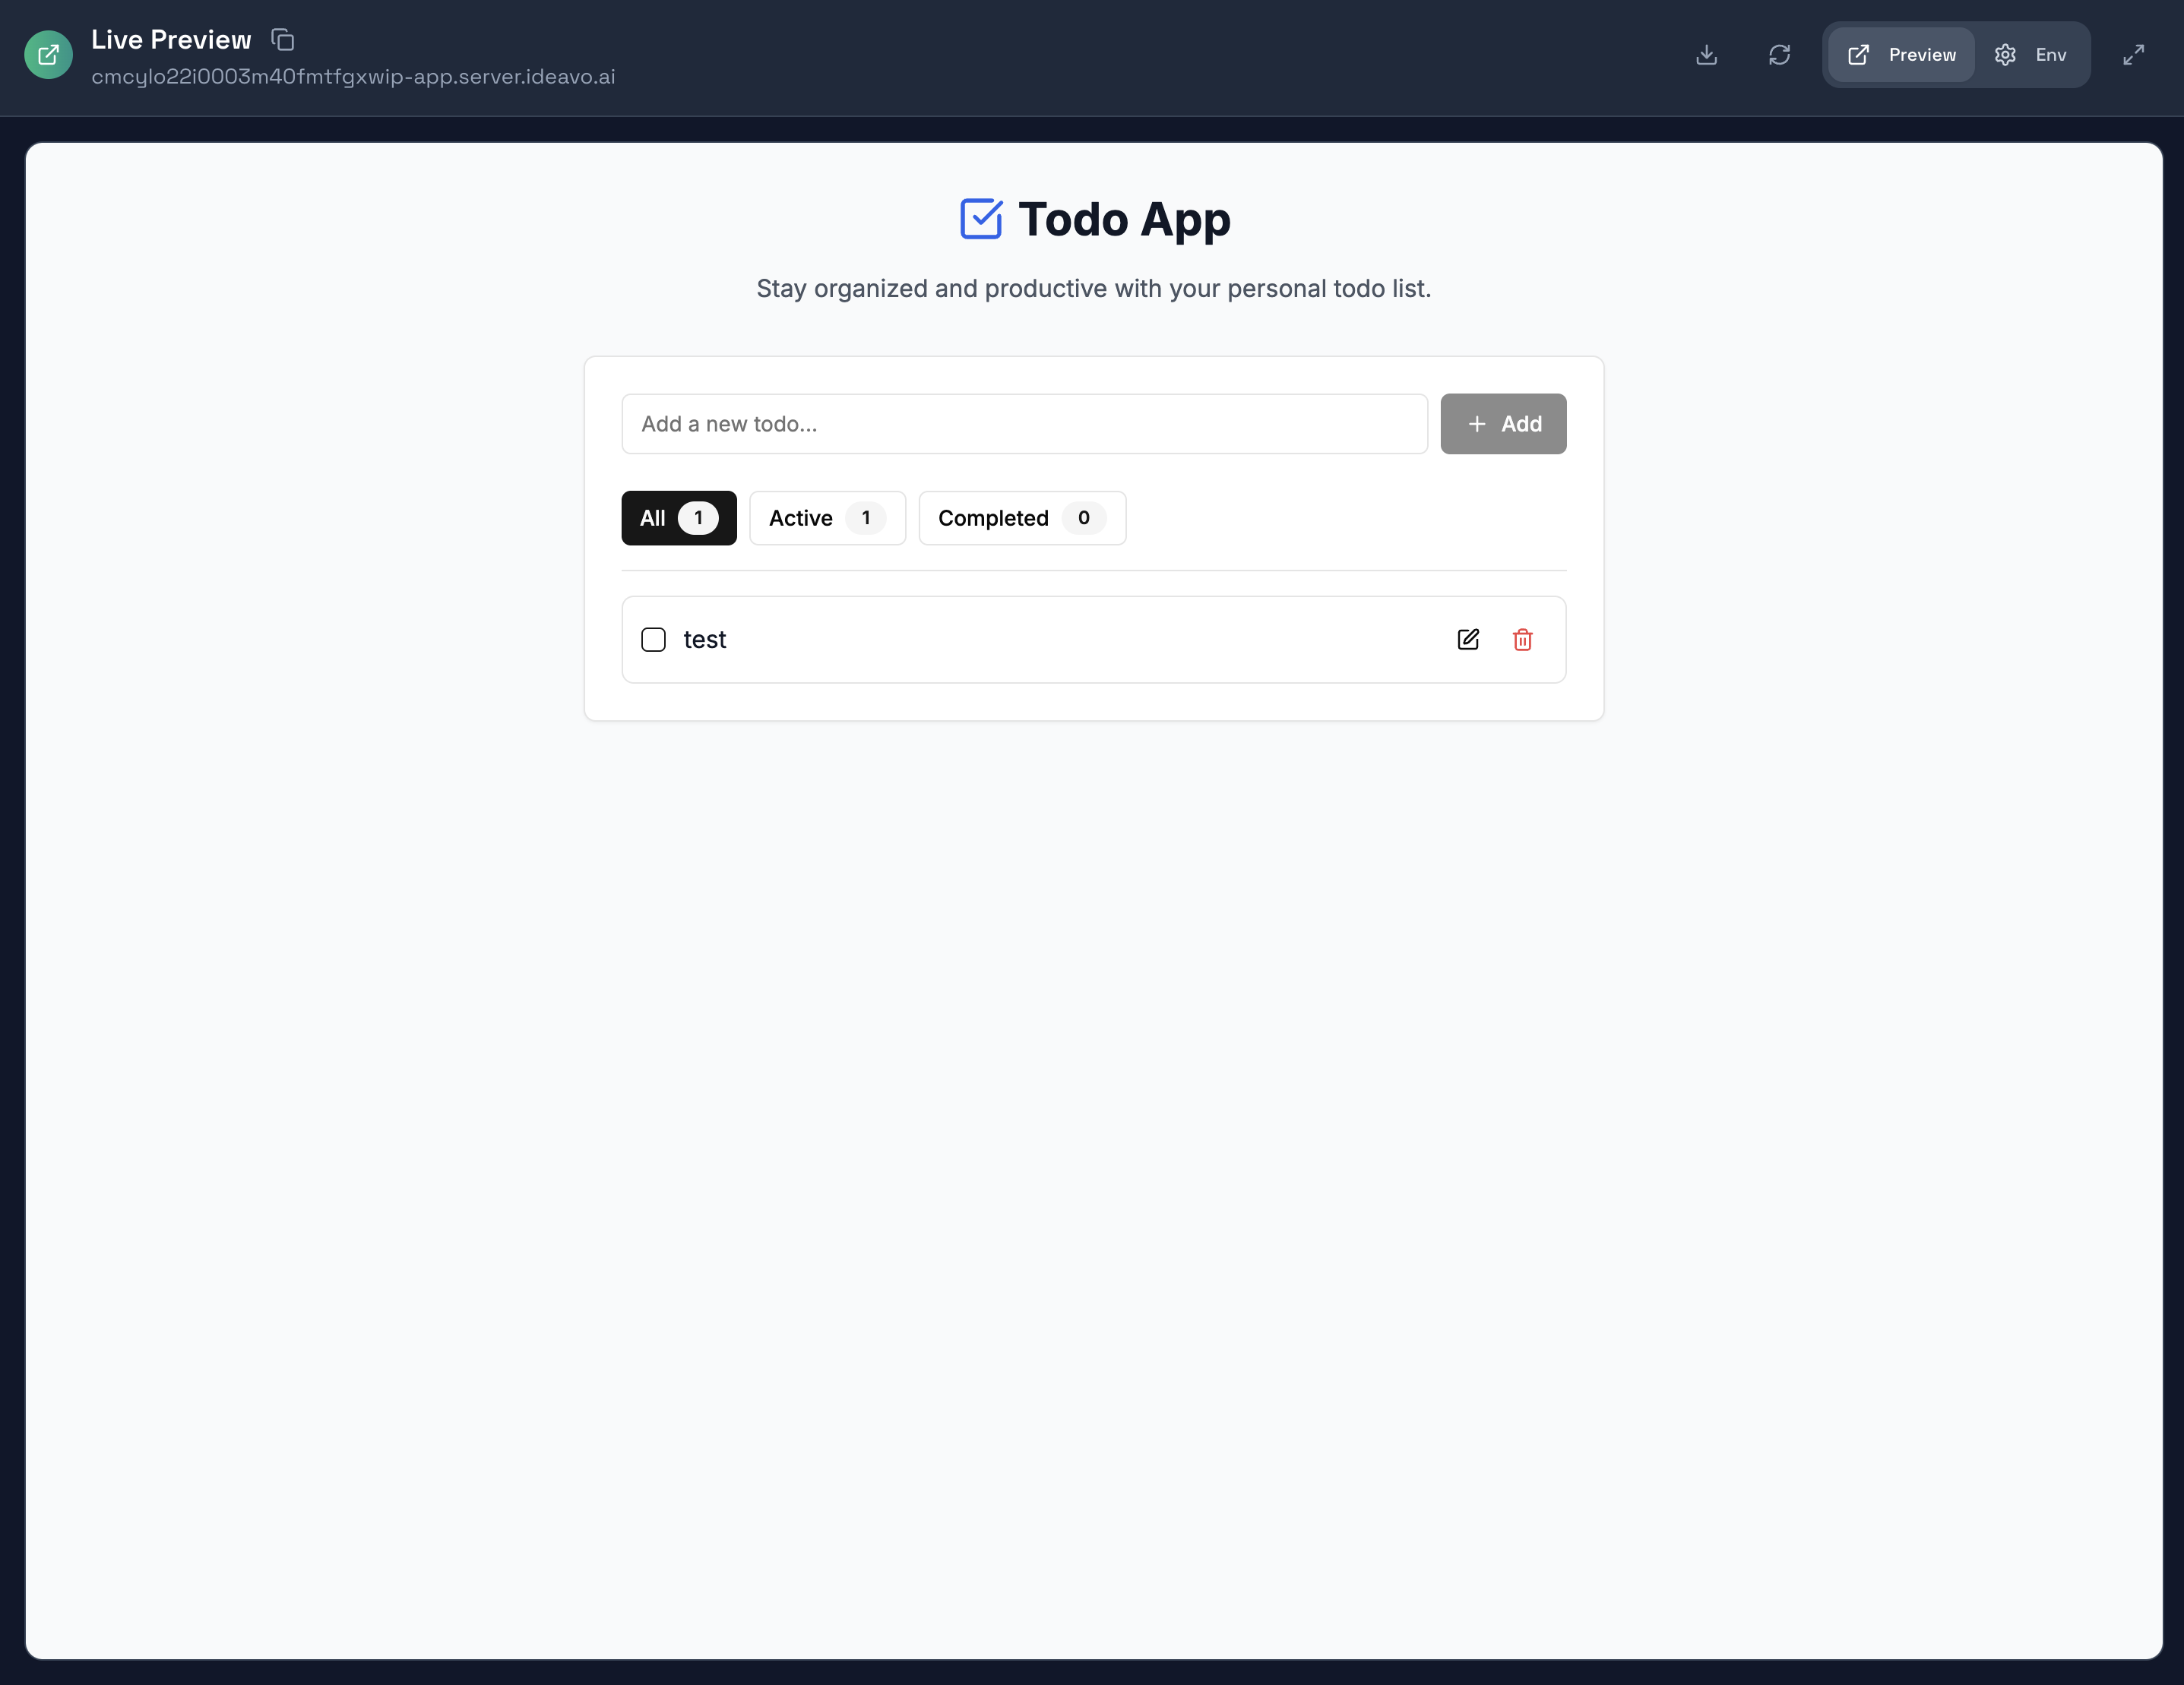 Live Preview
cmcylo22i0003m40fmtfgxwip-app.server.ideavo.ai
Preview
Env
Todo App
Stay organized and productive with your personal todo list.
Add a new todo...
Add
All 1
Active 1
Completed 0
test